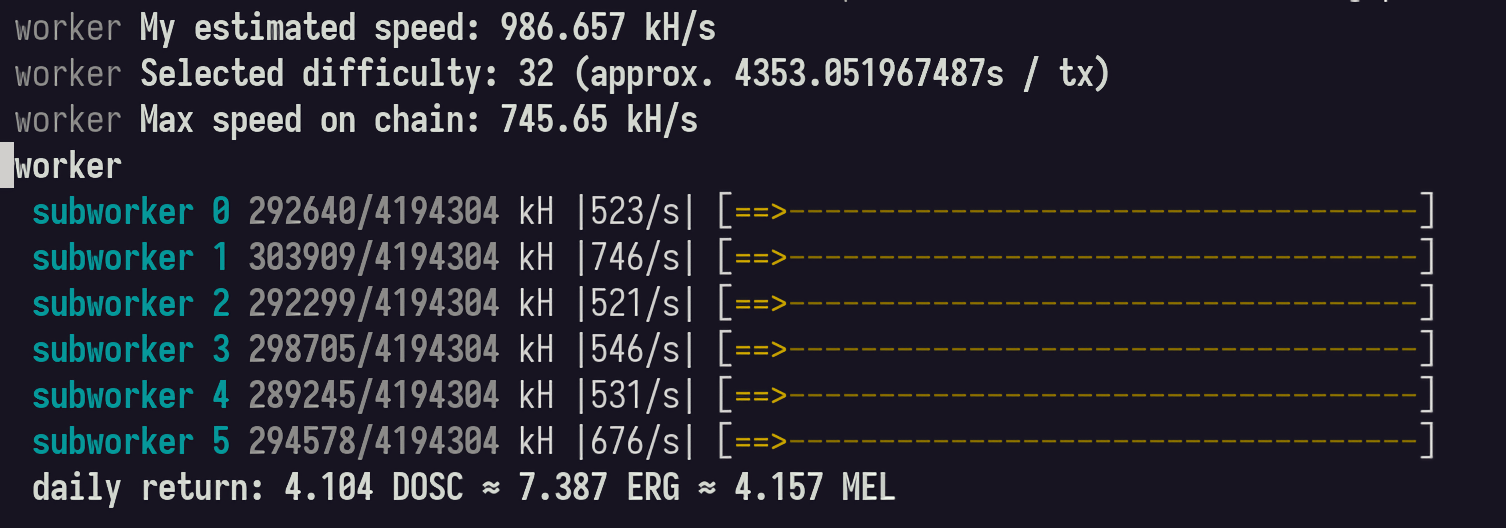 worker My estimated speed: 986.657 kH/s
worker Selected difficulty: 32 (approx. 4353.051967487s / tx)
worker Max speed on chain: 745.65 kH/s
worker
subworker 0 292640/4194304 kH |523/s| [==>-----------------------------------]
subworker 1 303909/4194304 kH |746/s| [==>-----------------------------------]
subworker 2 292299/4194304 kH |521/s| [==>-----------------------------------]
subworker 3 298705/4194304 kH |546/s| [==>-----------------------------------]
subworker 4 289245/4194304 kH |531/s| [==>-----------------------------------]
subworker 5 294578/4194304 kH |676/s| [==>-----------------------------------]
daily return: 4.104 DOSC ≈ 7.387 ERG ≈ 4.157 MEL